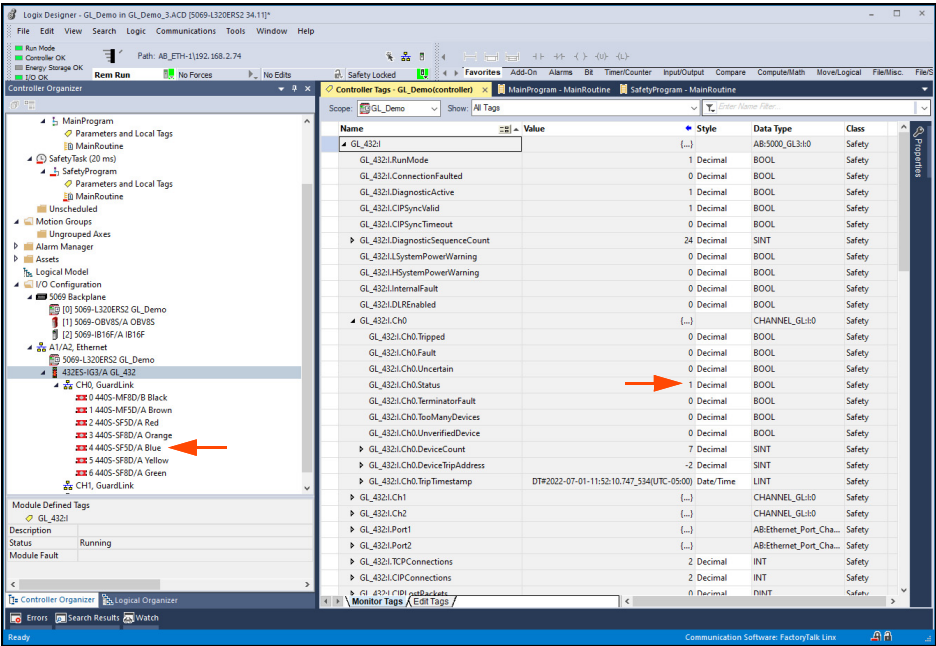 Logix Designer - GL_Demo in GL_Demo_3.ACD [5069-L320ERS2 34.11]*
File Edit View Search Logic Communications Tools Window Help
Run Mode
Controller OK
Energy Storage OK
I/O OK
Path: AB_ETH-1\192.168.2.74
Rem Run
No Forces
No Edits
Safety Locked
Favorites Add-On Alarms Bit Timer/Counter Input/Output Compare Compute/Math Move/Logical File/Misc. File/S
Controller Organizer
Controller Tags - GL_Demo(controller)
MainProgram - MainRoutine
SafetyProgram - MainRoutine
Scope: GL_Demo Show: All Tags Enter Name Filter...
MainProgram
Parameters and Local Tags
MainRoutine
SafetyTask (20 ms)
SafetyProgram
Parameters and Local Tags
MainRoutine
Unscheduled
Motion Groups
Ungrouped Axes
Alarm Manager
Assets
Logical Model
I/O Configuration
5069 Backplane
[0] 5069-L320ERS2 GL_Demo
[1] 5069-OBV8S/A OBV8S
[2] 5069-IB16F/A IB16F
A1/A2, Ethernet
5069-L320ERS2 GL_Demo
432ES-IG3/A GL_432
CH0, GuardLink
0 440S-MF8D/B Black
1 440S-MF5D/A Brown
2 440S-SF5D/A Red
3 440S-SF8D/A Orange
4 440S-SF5D/A Blue
5 440S-SF8D/A Yellow
6 440S-SF8D/A Green
CH1, GuardLink
Module Defined Tags
GL_432:I
Description
Status Running
Module Fault
Controller Organizer Logical Organizer
Name Value Style Data Type Class
GL_432:I {...} AB:5000_GL3:I:0 Safety
GL_432:I.RunMode 1 Decimal BOOL Safety
GL_432:I.ConnectionFaulted 0 Decimal BOOL Safety
GL_432:I.DiagnosticActive 1 Decimal BOOL Safety
GL_432:I.CIPSyncValid 1 Decimal BOOL Safety
GL_432:I.CIPSyncTimeout 0 Decimal BOOL Safety
GL_432:I.DiagnosticSequenceCount 24 Decimal SINT Safety
GL_432:I.LSystemPowerWarning 0 Decimal BOOL Safety
GL_432:I.HSystemPowerWarning 0 Decimal BOOL Safety
GL_432:I.InternalFault 0 Decimal BOOL Safety
GL_432:I.DLREnabled 0 Decimal BOOL Safety
GL_432:I.Ch0 {...} CHANNEL_GL:I:0 Safety
GL_432:I.Ch0.Tripped 0 Decimal BOOL Safety
GL_432:I.Ch0.Fault 0 Decimal BOOL Safety
GL_432:I.Ch0.Uncertain 0 Decimal BOOL Safety
GL_432:I.Ch0.Status 1 Decimal BOOL Safety
GL_432:I.Ch0.TerminatorFault 0 Decimal BOOL Safety
GL_432:I.Ch0.TooManyDevices 0 Decimal BOOL Safety
GL_432:I.Ch0.UnverifiedDevice 0 Decimal BOOL Safety
GL_432:I.Ch0.DeviceCount 7 Decimal SINT Safety
GL_432:I.Ch0.DeviceTripAddress -2 Decimal SINT Safety
GL_432:I.Ch0.TripTimestamp DT#2022-07-01-11:52:10.747_534(UTC-05:00) Date/Time LINT Safety
GL_432:I.Ch1 {...} CHANNEL_GL:I:0 Safety
GL_432:I.Ch2 {...} CHANNEL_GL:I:0 Safety
GL_432:I.Port1 {...} AB:Ethernet_Port_Cha... Safety
GL_432:I.Port2 {...} AB:Ethernet_Port_Cha... Safety
GL_432:I.TCPConnections 2 Decimal INT Safety
GL_432:I.CIPConnections 2 Decimal INT Safety
GL_432:I.CIPLostPackets 0 Decimal DINT Safety
Monitor Tags Edit Tags
Properties
Errors Search Results Watch
Ready
Communication Software: FactoryTalk Linx